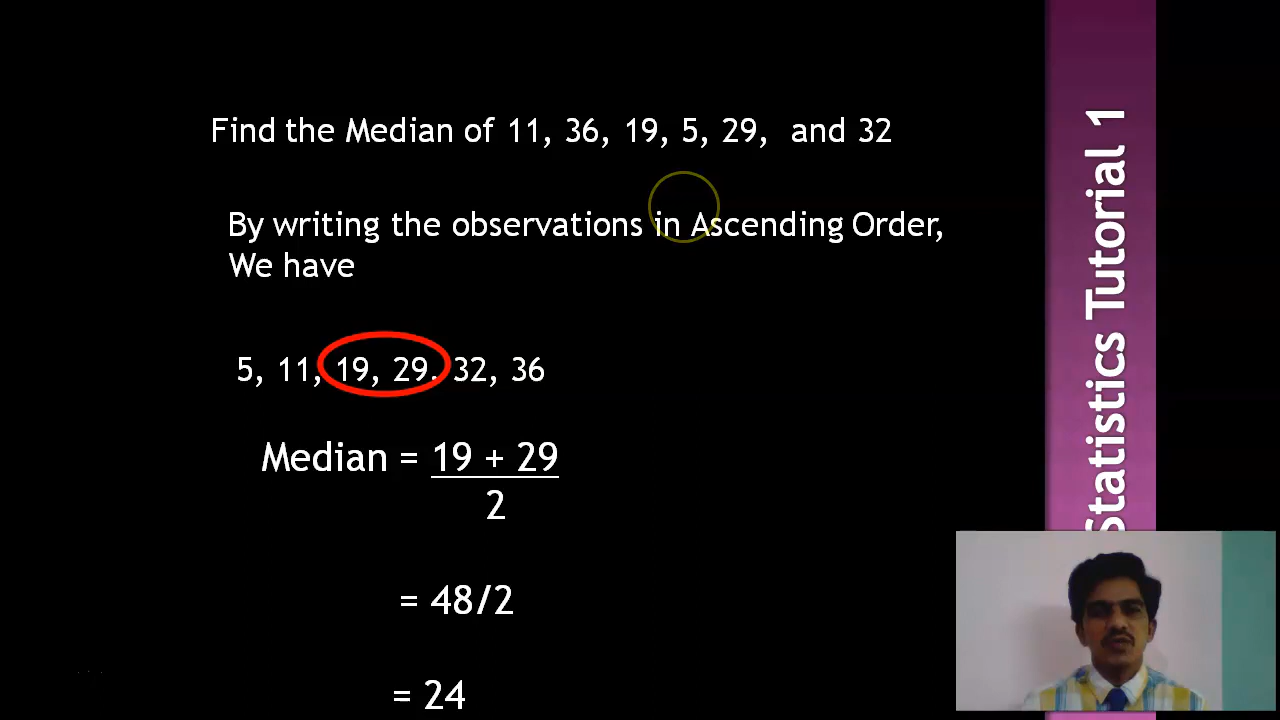 Find the Median of 11, 36, 19, 5, 29, and 32
By writing the observations in Ascending Order,
We have
5, 11, 19, 29. 32, 36
Median = 19 + 29
2
= 48/2
= 24
Statistics Tutorial 1